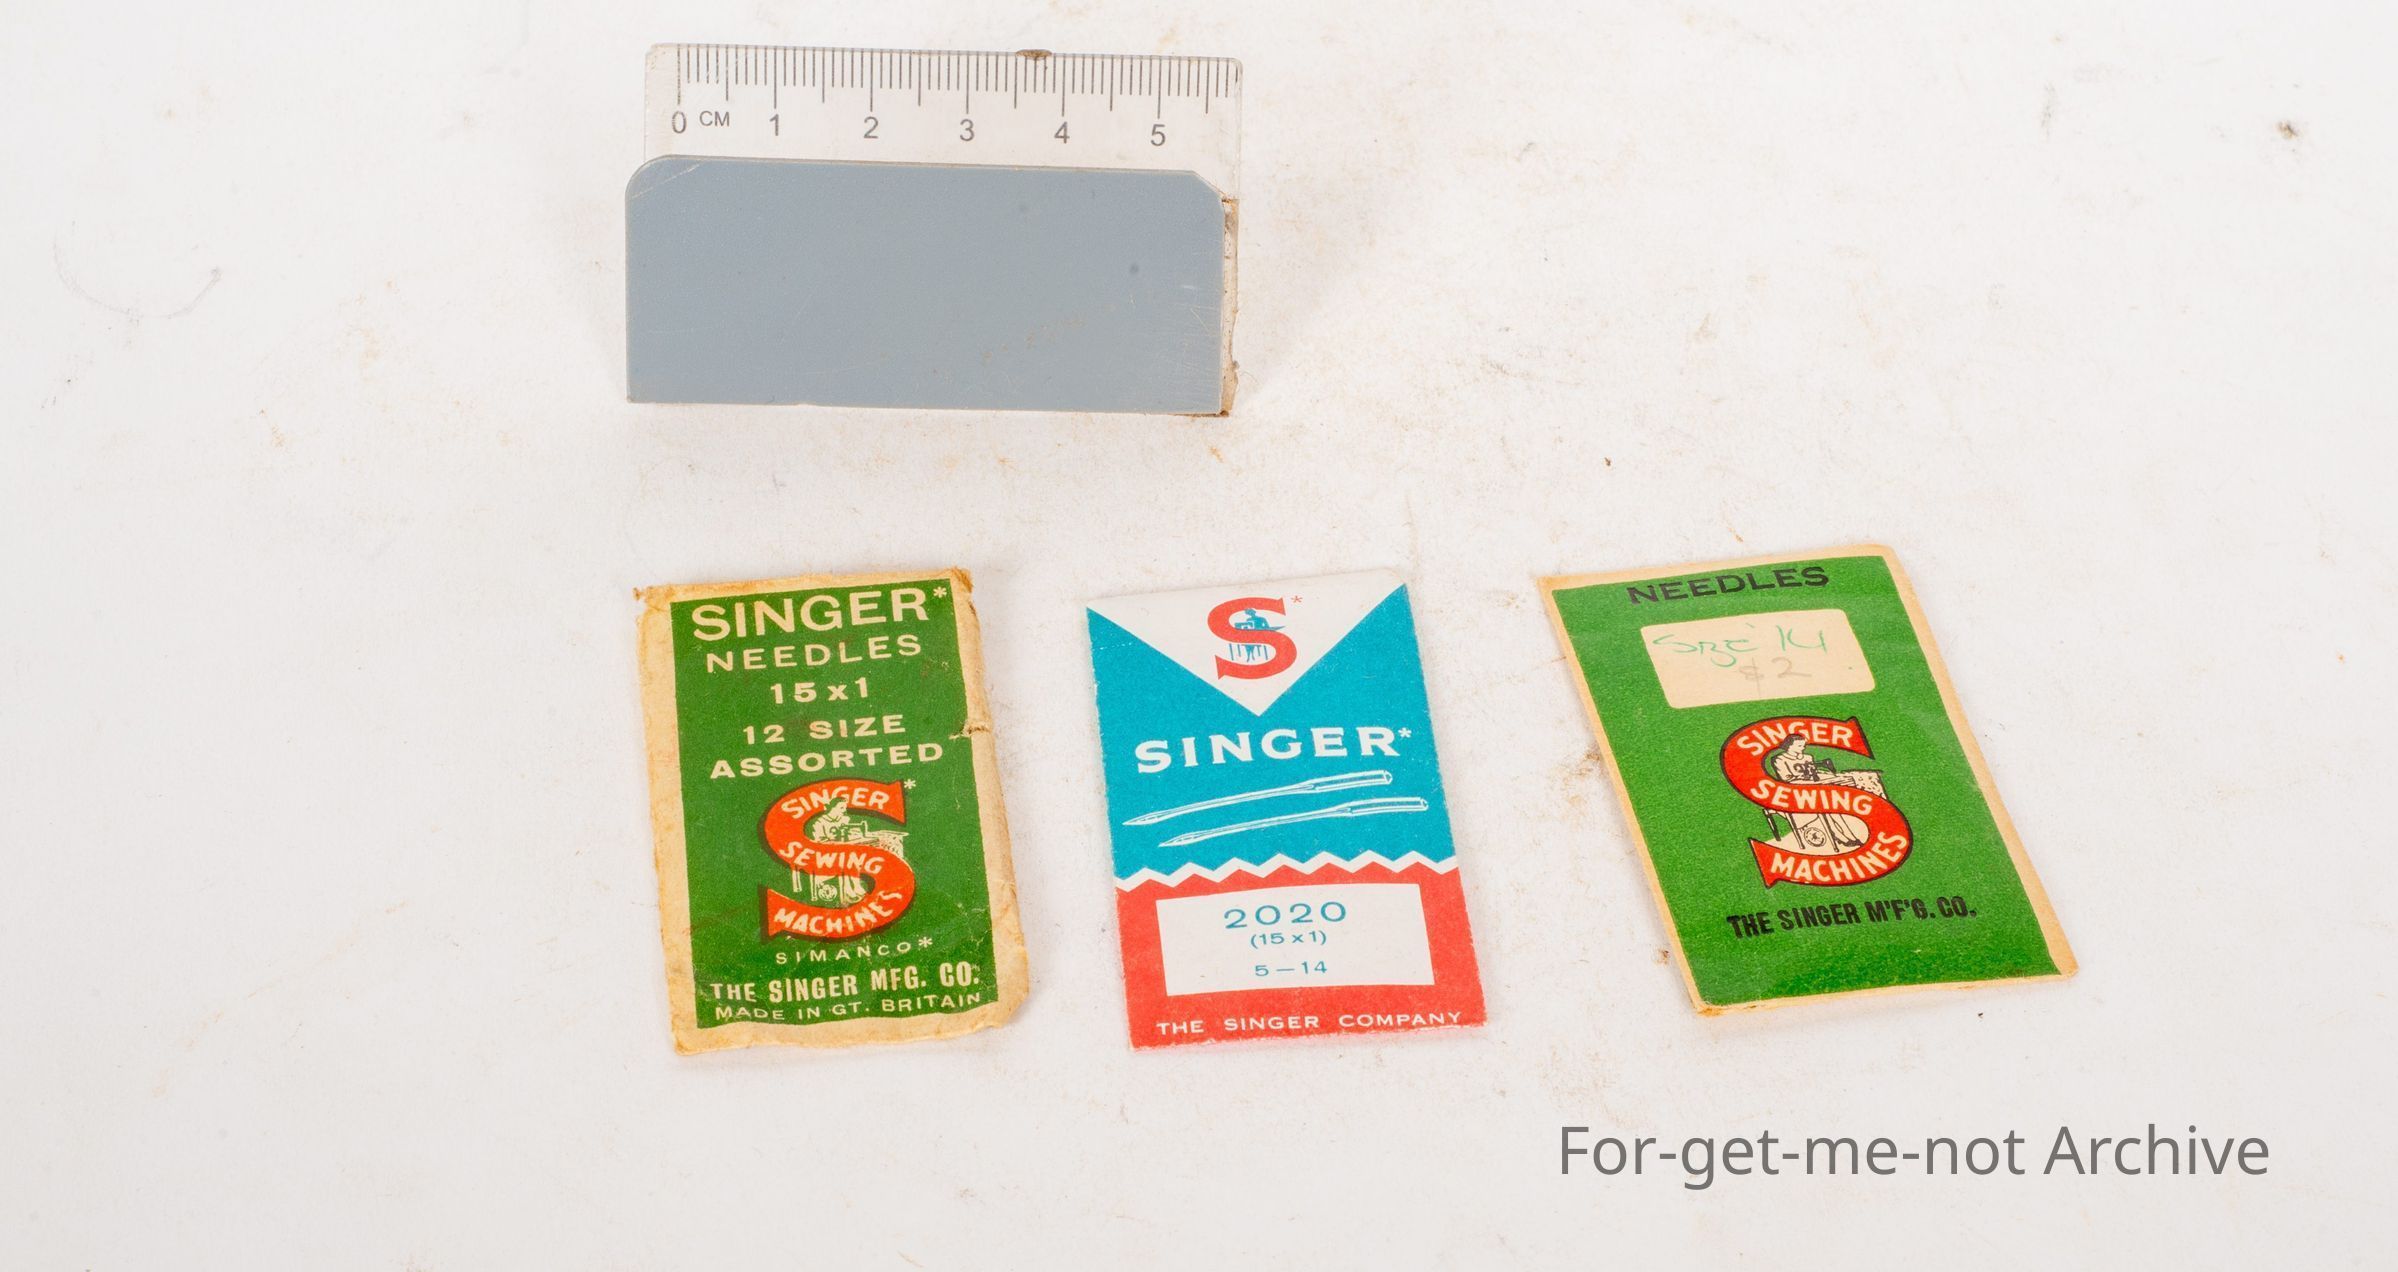 0 CM 1 2 3 4 5
SINGER*
NEEDLES
15x1
12 SIZE
ASSORTED
*
SINGER
SEWING
MACHINES
SIMANCO*
THE SINGER MFG. CO.
MADE IN GT. BRITAIN
S*
SINGER*
2020
(15x1)
5-14
THE SINGER COMPANY
NEEDLES
Size 14
SINGER
SEWING
MACHINES
THE SINGER M'F'G. CO.
For-get-me-not Archive